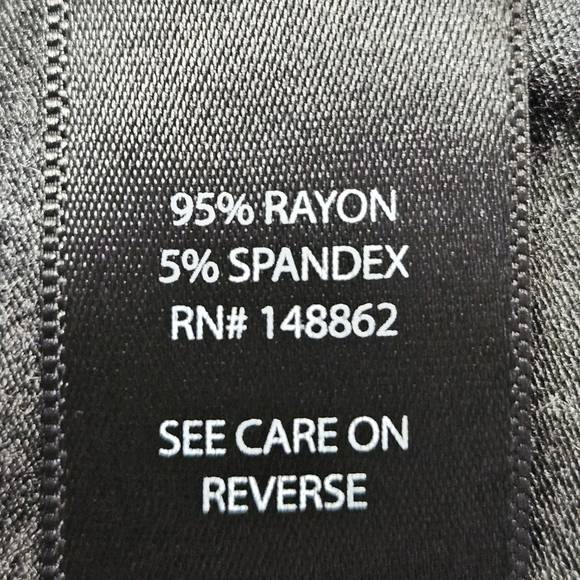 95% RAYON
5% SPANDEX
RN# 148862
SEE CARE ON
REVERSE